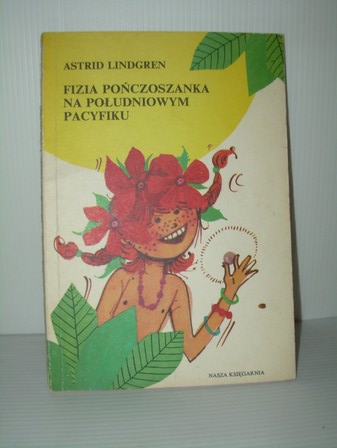 ASTRID LINDGREN
FIZIA POŃCZOSZANKA
NA POŁUDNIOWYM
PACYFIKU
NASZA KSIĘGARNIA